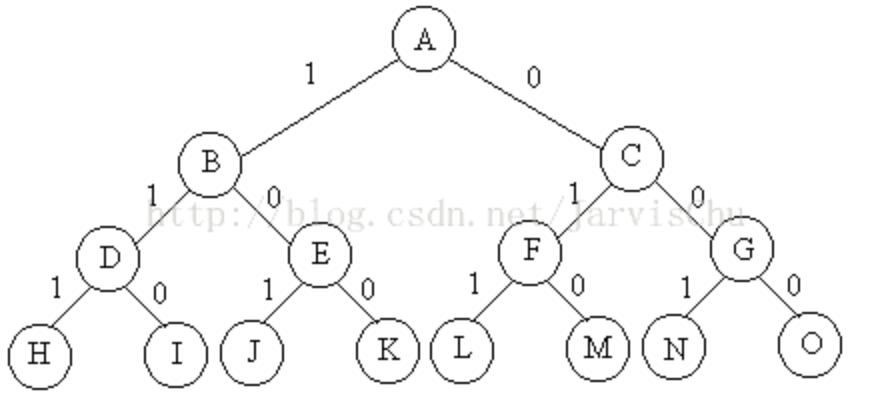 A
1 0
B C
1 0 1 0
http://blog.csdn.net/JarvisChu
D E F G
1 0 1 0 1 0 1 0
H I J K L M N O